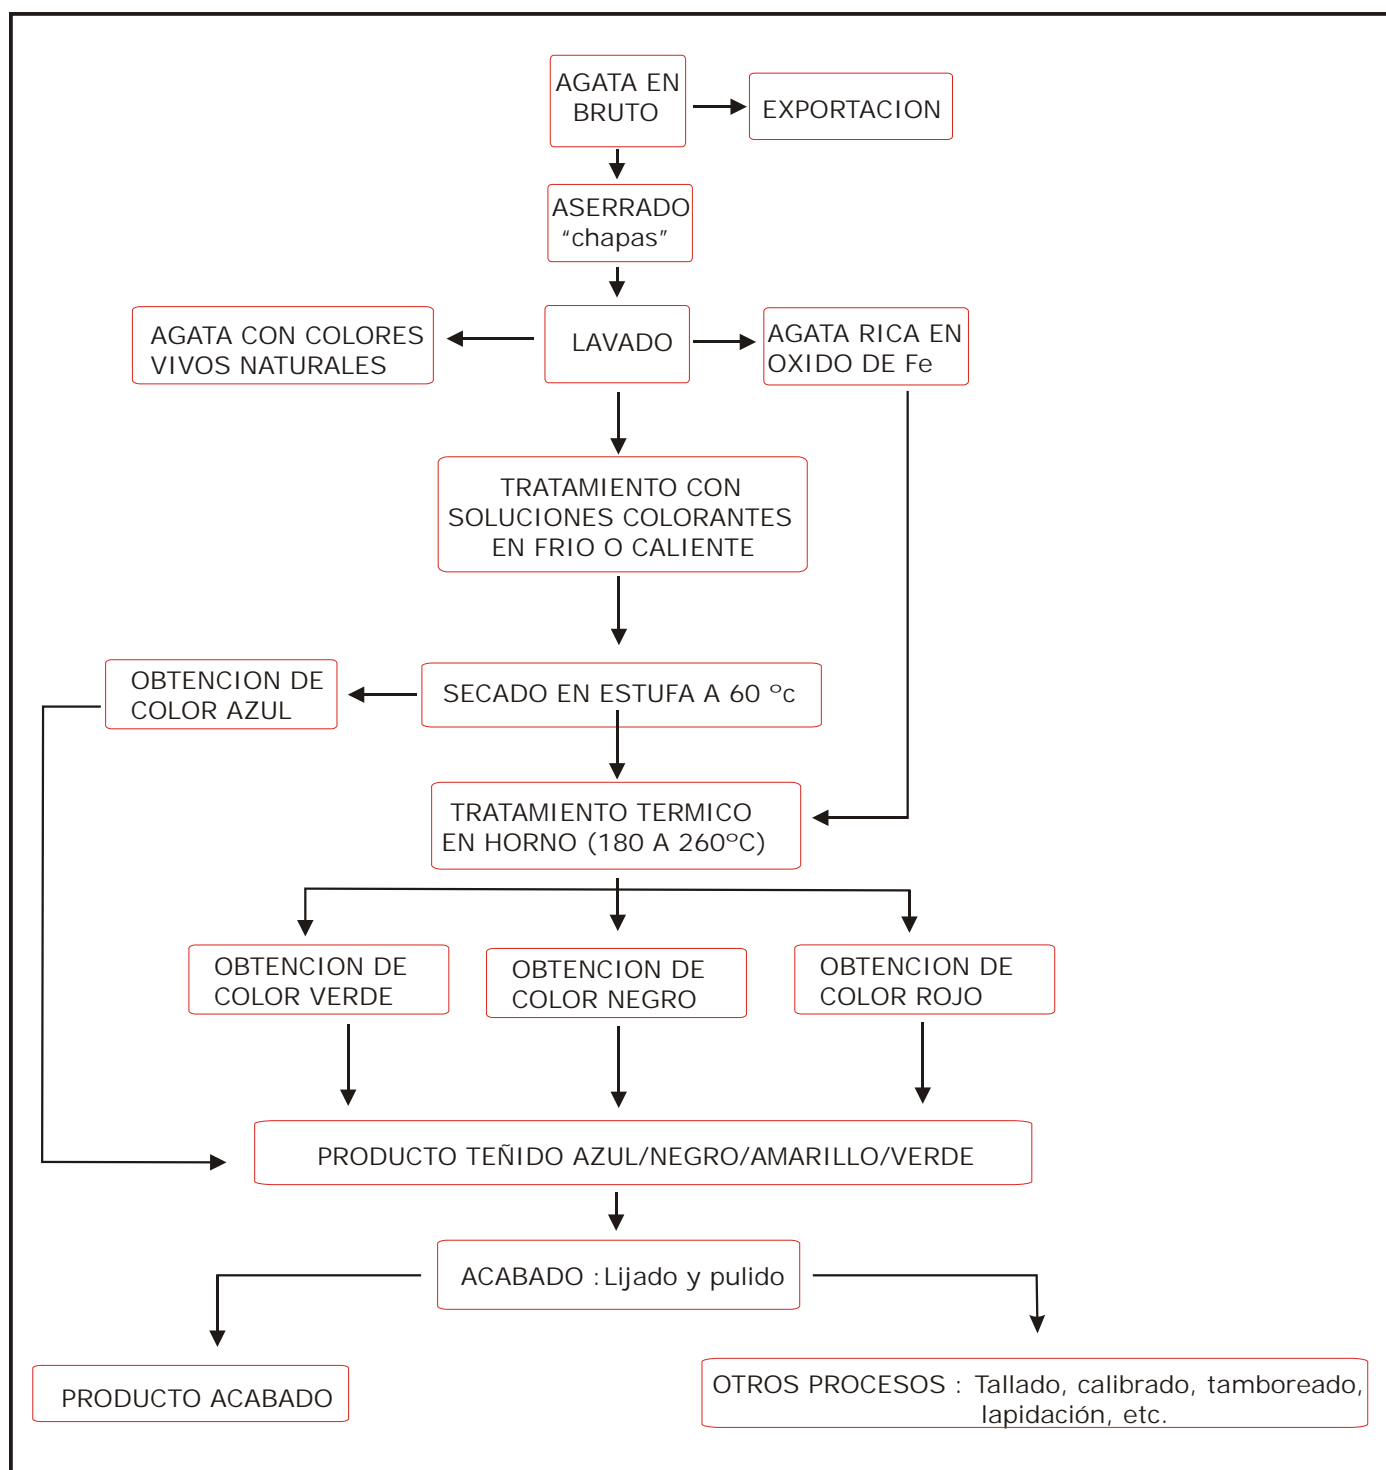 AGATA EN
BRUTO
EXPORTACION
ASERRADO
“chapas”
AGATA CON COLORES
VIVOS NATURALES
LAVADO
AGATA RICA EN
OXIDO DE Fe
TRATAMIENTO CON
SOLUCIONES COLORANTES
EN FRIO O CALIENTE
OBTENCION DE
COLOR AZUL
SECADO EN ESTUFA A 60 ºc
TRATAMIENTO TERMICO
EN HORNO (180 A 260ºC)
OBTENCION DE
COLOR VERDE
OBTENCION DE
COLOR NEGRO
OBTENCION DE
COLOR ROJO
PRODUCTO TEÑIDO AZUL/NEGRO/AMARILLO/VERDE
ACABADO : Lijado y pulido
PRODUCTO ACABADO
OTROS PROCESOS : Tallado, calibrado, tamboreado,
lapidación, etc.